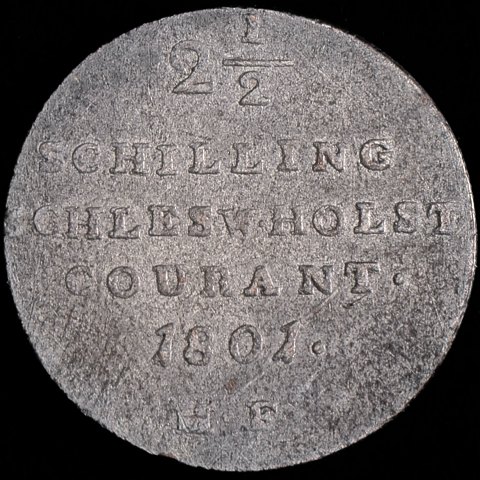 2 1/2
SCHILLING
SCHLESW·HOLST
COURANT·
1801·